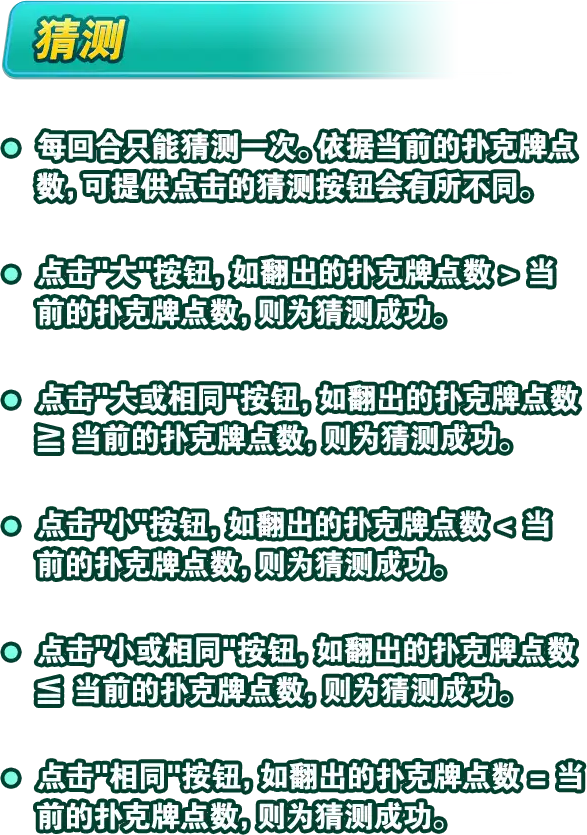 猜测
每回合只能猜测一次。依据当前的扑克牌点
数，可提供点击的猜测按钮会有所不同。
点击"大"按钮，如翻出的扑克牌点数 > 当
前的扑克牌点数，则为猜测成功。
点击"大或相同"按钮，如翻出的扑克牌点数
≧ 当前的扑克牌点数，则为猜测成功。
点击"小"按钮，如翻出的扑克牌点数 < 当
前的扑克牌点数，则为猜测成功。
点击"小或相同"按钮，如翻出的扑克牌点数
≦ 当前的扑克牌点数，则为猜测成功。
点击"相同"按钮，如翻出的扑克牌点数 = 当
前的扑克牌点数，则为猜测成功。